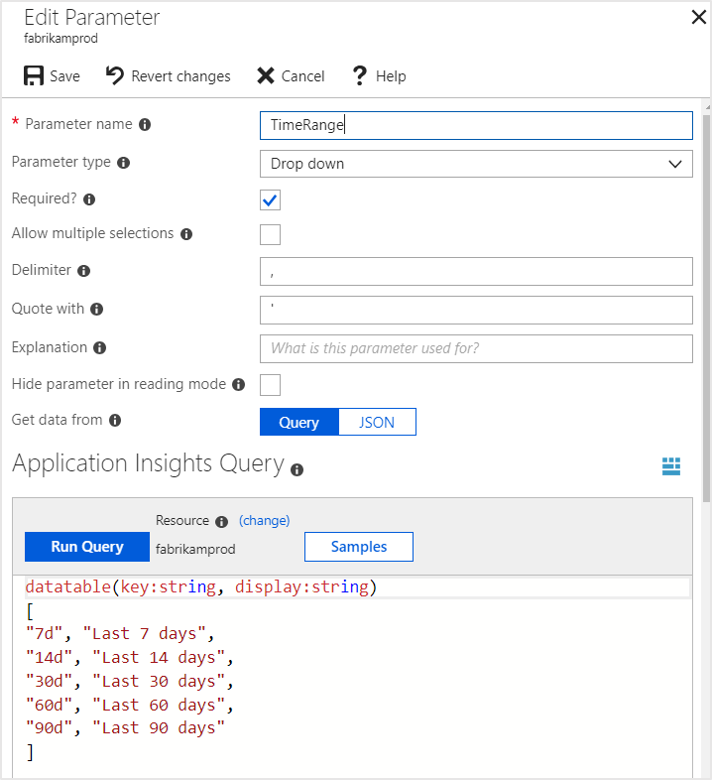 Edit Parameter
fabrikamprod
Save Revert changes Cancel ? Help
* Parameter name TimeRange
Parameter type Drop down
Required?
Allow multiple selections
Delimiter ,
Quote with '
Explanation What is this parameter used for?
Hide parameter in reading mode
Get data from Query JSON
Application Insights Query
Resource (change)
Run Query fabrikamprod Samples
datatable(key:string, display:string)
[
"7d", "Last 7 days",
"14d", "Last 14 days",
"30d", "Last 30 days",
"60d", "Last 60 days",
"90d", "Last 90 days"
]